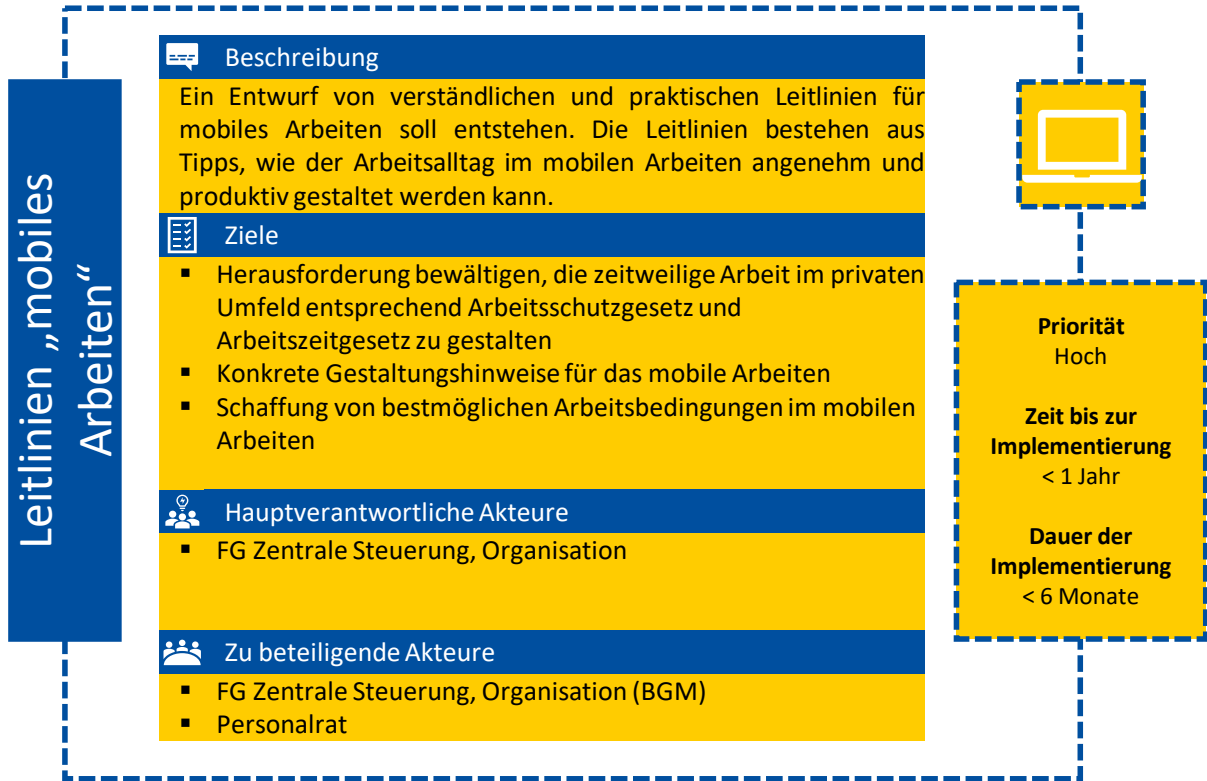 Leitlinien „mobiles
Arbeiten“
Beschreibung
Ein Entwurf von verständlichen und praktischen Leitlinien für
mobiles Arbeiten soll entstehen. Die Leitlinien bestehen aus
Tipps, wie der Arbeitsalltag im mobilen Arbeiten angenehm und
produktiv gestaltet werden kann.
Ziele
▪ Herausforderung bewältigen, die zeitweilige Arbeit im privaten
Umfeld entsprechend Arbeitsschutzgesetz und
Arbeitszeitgesetz zu gestalten
▪ Konkrete Gestaltungshinweise für das mobile Arbeiten
▪ Schaffung von bestmöglichen Arbeitsbedingungen im mobilen
Arbeiten
Hauptverantwortliche Akteure
▪ FG Zentrale Steuerung, Organisation
Zu beteiligende Akteure
▪ FG Zentrale Steuerung, Organisation (BGM)
▪ Personalrat
Priorität
Hoch
Zeit bis zur
Implementierung
< 1 Jahr
Dauer der
Implementierung
< 6 Monate